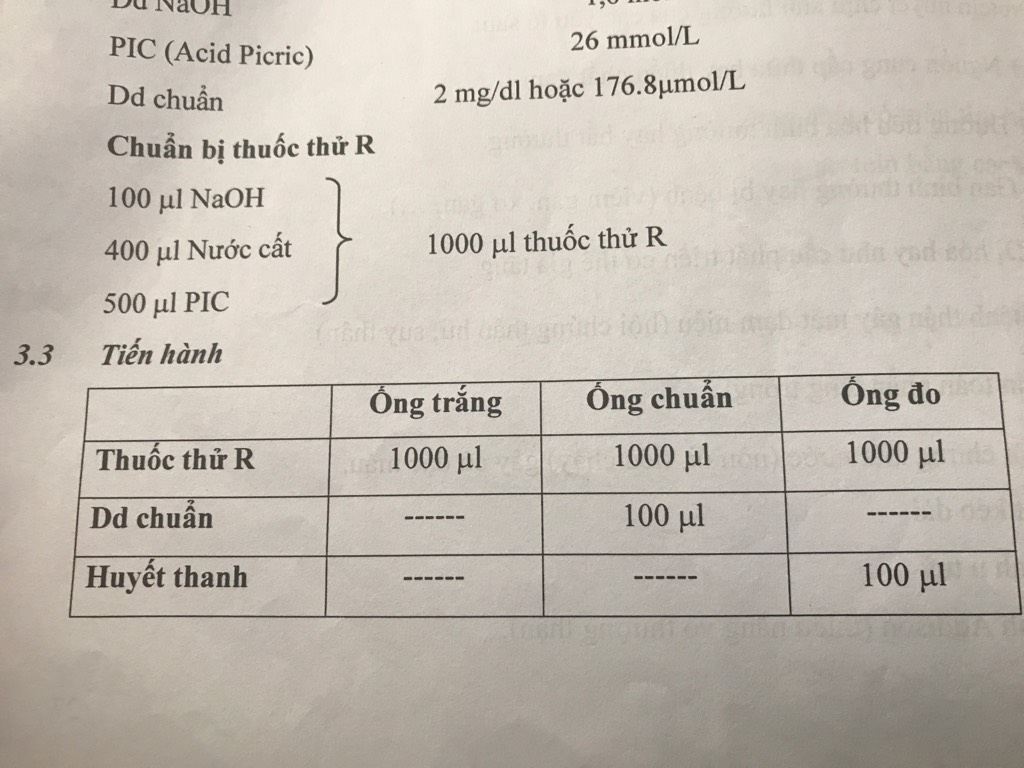 Dd NaOH
PIC (Acid Picric) 26 mmol/L
Dd chuẩn 2 mg/dl hoặc 176.8µmol/L
Chuẩn bị thuốc thử R
100 µl NaOH
400 µl Nước cất 1000 µl thuốc thử R
500 µl PIC
3.3 Tiến hành
Ống trắng Ống chuẩn Ống đo
Thuốc thử R 1000 µl 1000 µl 1000 µl
Dd chuẩn ------ 100 µl ------
Huyết thanh ------ ------ 100 µl